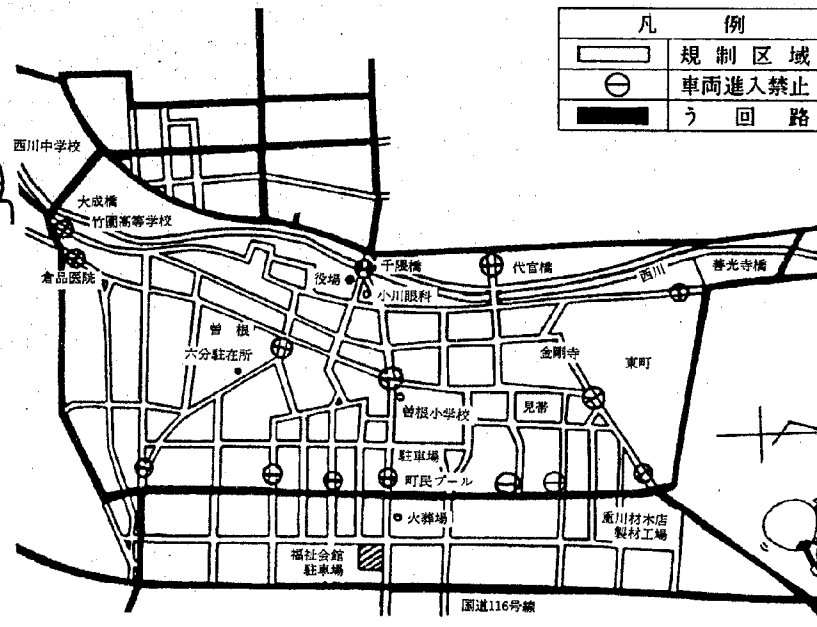 凡例
規制区域
車両進入禁止
う回路
西川中学校
大成橋
竹園高等学校
倉品医院
役場
千隈橋
小川眼科
代官橋
西川
善光寺橋
曽根
六分駐在所
金剛寺
東町
見帯
曽根小学校
駐車場
町民プール
火葬場
重川材木店
製材工場
福祉会館
駐車場
国道116号線